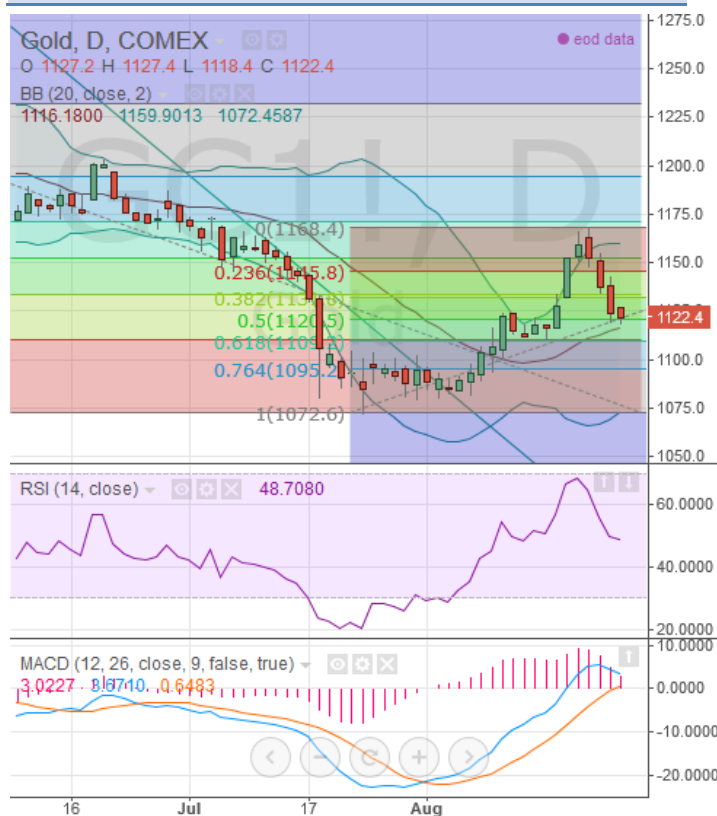 Gold, D, COMEX
eod data
O 1127.2 H 1127.4 L 1118.4 C 1122.4
BB (20, close, 2)
1116.1800 1159.9013 1072.4587
GC1!, D
1275.0
1250.0
1225.0
1200.0
1175.0
1150.0
1122.4
1100.0
1075.0
1050.0
0(1168.4)
0.236(1145.8)
0.5(1120.5)
0.764(1095.2)
1(1072.6)
RSI (14, close) 48.7080
60.0000
40.0000
20.0000
MACD (12, 26, close, 9, false, true)
3.0227 3.6710 0.6483
10.0000
0.0000
-10.0000
-20.0000
16 Jul 17 Aug